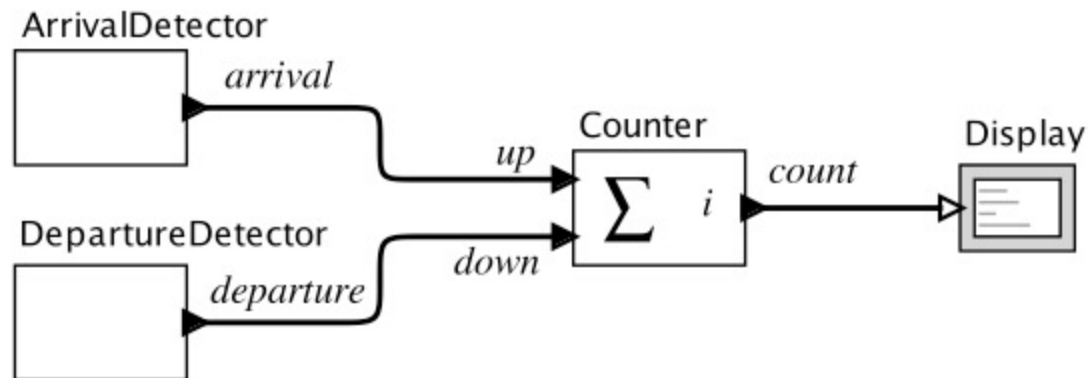 ArrivalDetector
arrival
Counter
Display
up
count
Σ i
DepartureDetector
down
departure